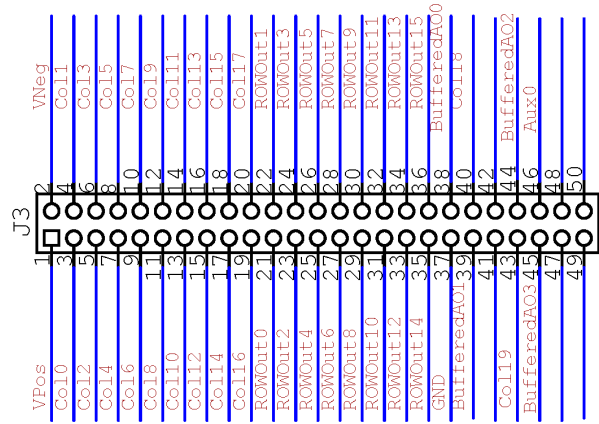 VNeg
Col1
Col3
Col5
Col7
Col9
Col11
Col13
Col15
Col17
ROWOut1
ROWOut3
ROWOut5
ROWOut7
ROWOut9
ROWOut11
ROWOut13
ROWOut15
BufferedAO0
Col18
BufferedAO2
Aux0
2
4
6
8
10
12
14
16
18
20
22
24
26
28
30
32
34
36
38
40
42
44
46
48
50
J3
1
3
5
7
9
11
13
15
17
19
21
23
25
27
29
31
33
35
37
39
41
43
45
47
49
VPos
Col0
Col2
Col4
Col6
Col8
Col10
Col12
Col14
Col16
ROWOut0
ROWOut2
ROWOut4
ROWOut6
ROWOut8
ROWOut10
ROWOut12
ROWOut14
GND
BufferedAO1
Col19
BufferedAO3